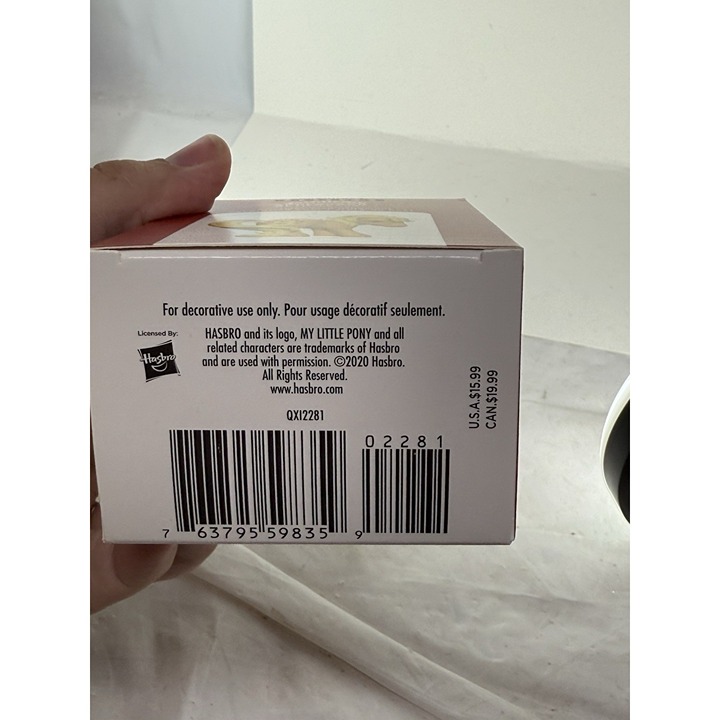 For decorative use only. Pour usage décoratif seulement.
Licensed By:
Hasbro
HASBRO and its logo, MY LITTLE PONY and all
related characters are trademarks of Hasbro
and are used with permission. ©2020 Hasbro.
All Rights Reserved.
www.hasbro.com
QXI2281
U.S.A.$15.99
CAN.$19.99
02281
7 63795 59835 9